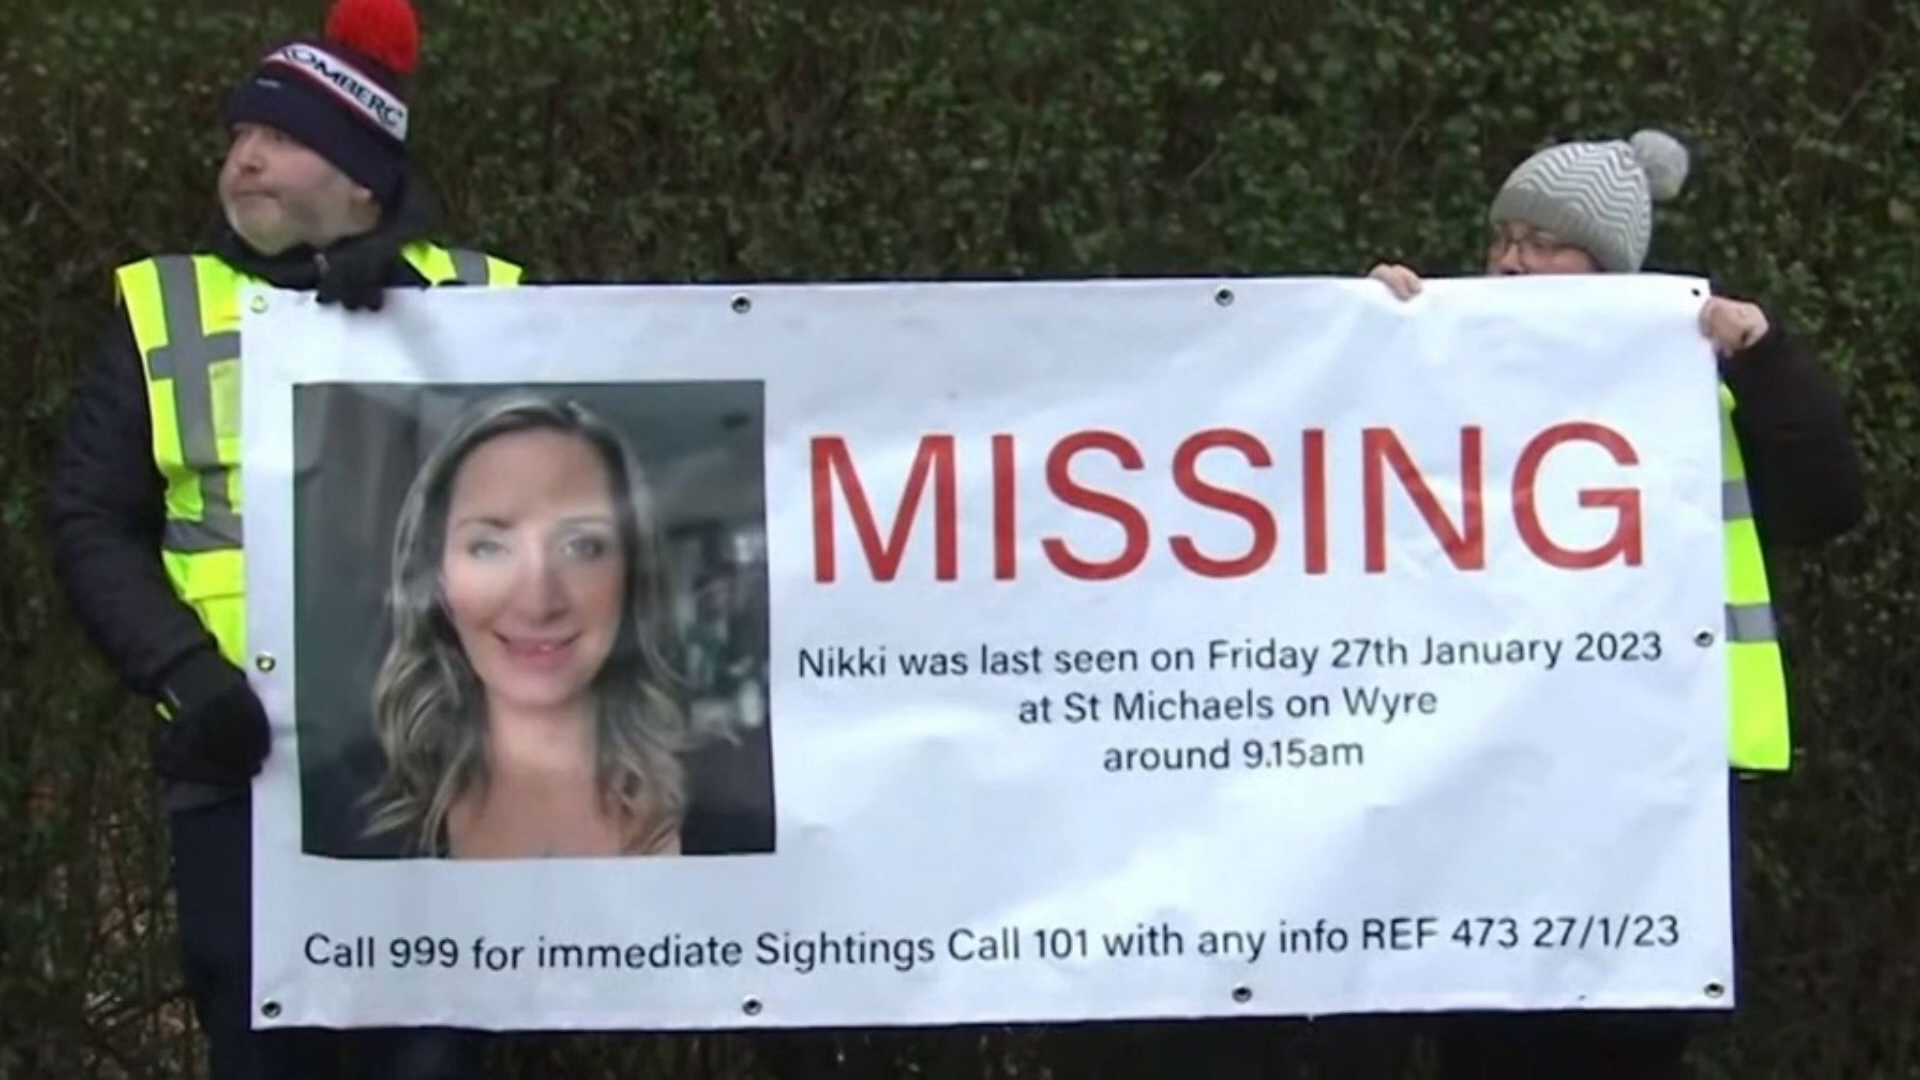 MISSING
Nikki was last seen on Friday 27th January 2023
at St Michaels on Wyre
around 9.15am
Call 999 for immediate Sightings Call 101 with any info REF 473 27/1/23